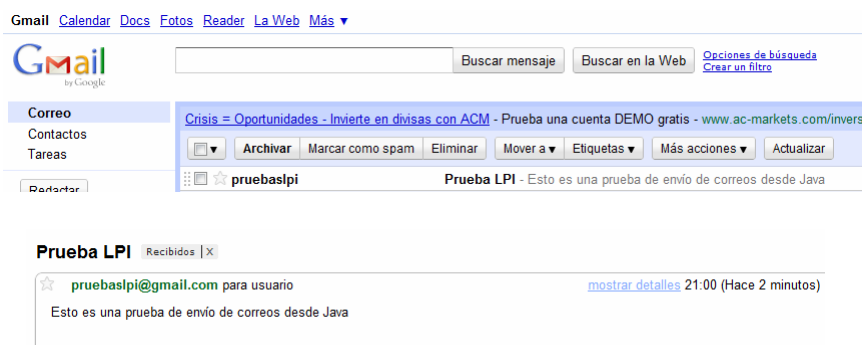 Gmail Calendar Docs Fotos Reader La Web Más ▼
Gmail
by Google
Buscar mensaje Buscar en la Web Opciones de búsqueda
Crear un filtro
Correo
Contactos
Tareas
Redactar
Crisis = Oportunidades - Invierte en divisas con ACM - Prueba una cuenta DEMO gratis - www.ac-markets.com/invers
Archivar Marcar como spam Eliminar Mover a ▼ Etiquetas ▼ Más acciones ▼ Actualizar
pruebaslpi Prueba LPI - Esto es una prueba de envío de correos desde Java
Prueba LPI Recibidos | X
pruebaslpi@gmail.com para usuario mostrar detalles 21:00 (Hace 2 minutos)
Esto es una prueba de envío de correos desde Java